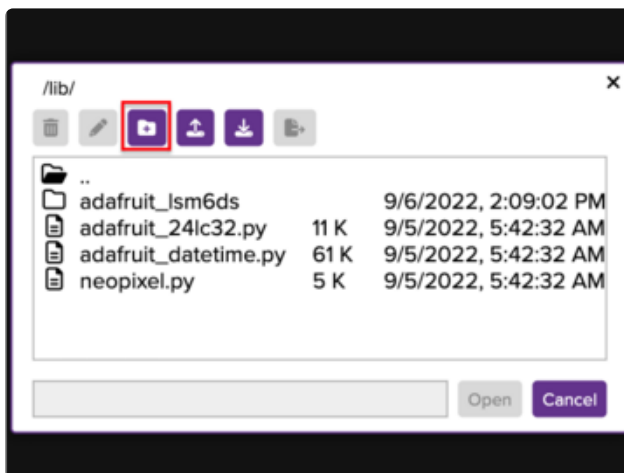 /lib/
..
adafruit_lsm6ds 9/6/2022, 2:09:02 PM
adafruit_24lc32.py 11 K 9/5/2022, 5:42:32 AM
adafruit_datetime.py 61 K 9/5/2022, 5:42:32 AM
neopixel.py 5 K 9/5/2022, 5:42:32 AM
Open Cancel